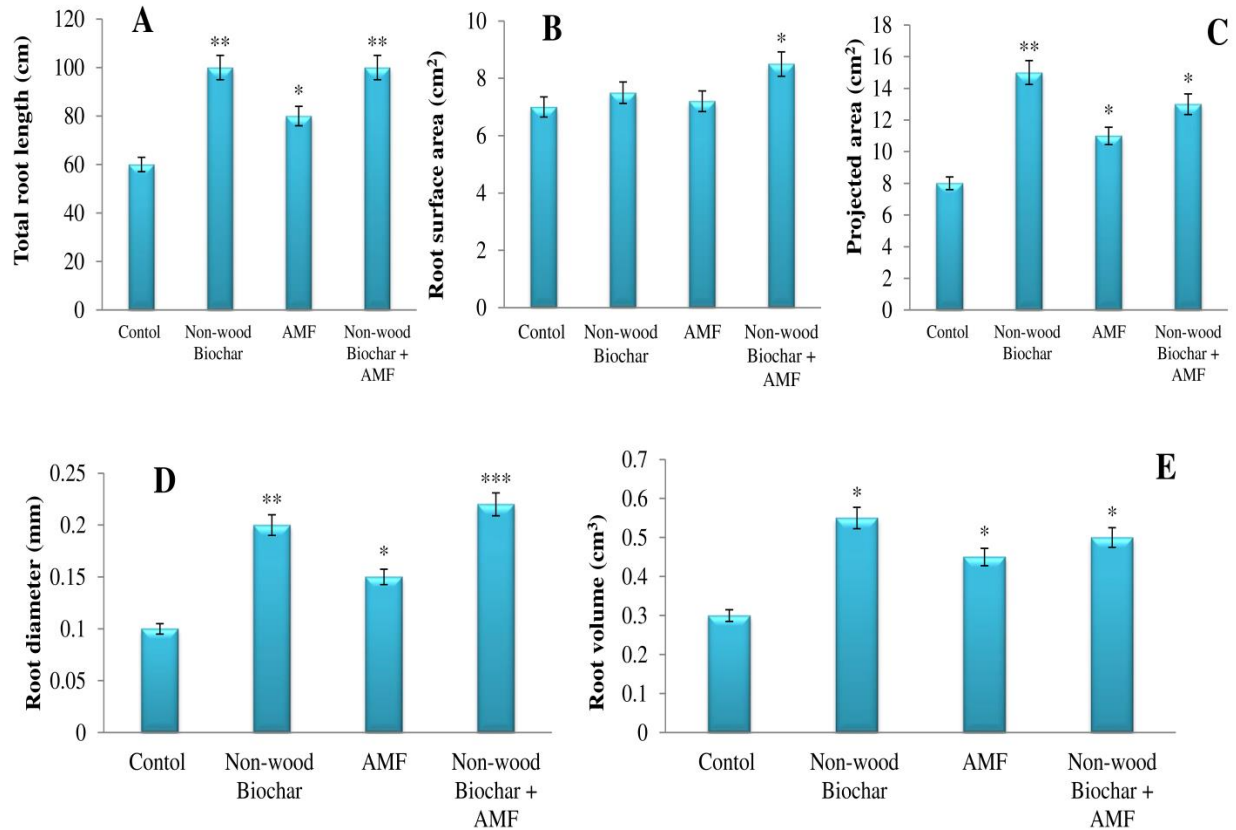 A
Total root length (cm)
120
100
80
60
40
20
0
**
*
**
Contol
Non-wood
Biochar
AMF
Non-wood
Biochar +
AMF
B
Root surface area (cm²)
10
8
6
4
2
0
*
Contol
Non-wood
Biochar
AMF
Non-wood
Biochar +
AMF
C
Projected area (cm²)
18
16
14
12
10
8
6
4
2
0
**
*
*
Contol
Non-wood
Biochar
AMF
Non-wood
Biochar +
AMF
D
Root diameter (mm)
0.25
0.2
0.15
0.1
0.05
0
**
*
***
Contol
Non-wood
Biochar
AMF
Non-wood
Biochar +
AMF
E
Root volume (cm³)
0.7
0.6
0.5
0.4
0.3
0.2
0.1
0
*
*
*
Contol
Non-wood
Biochar
AMF
Non-wood
Biochar +
AMF